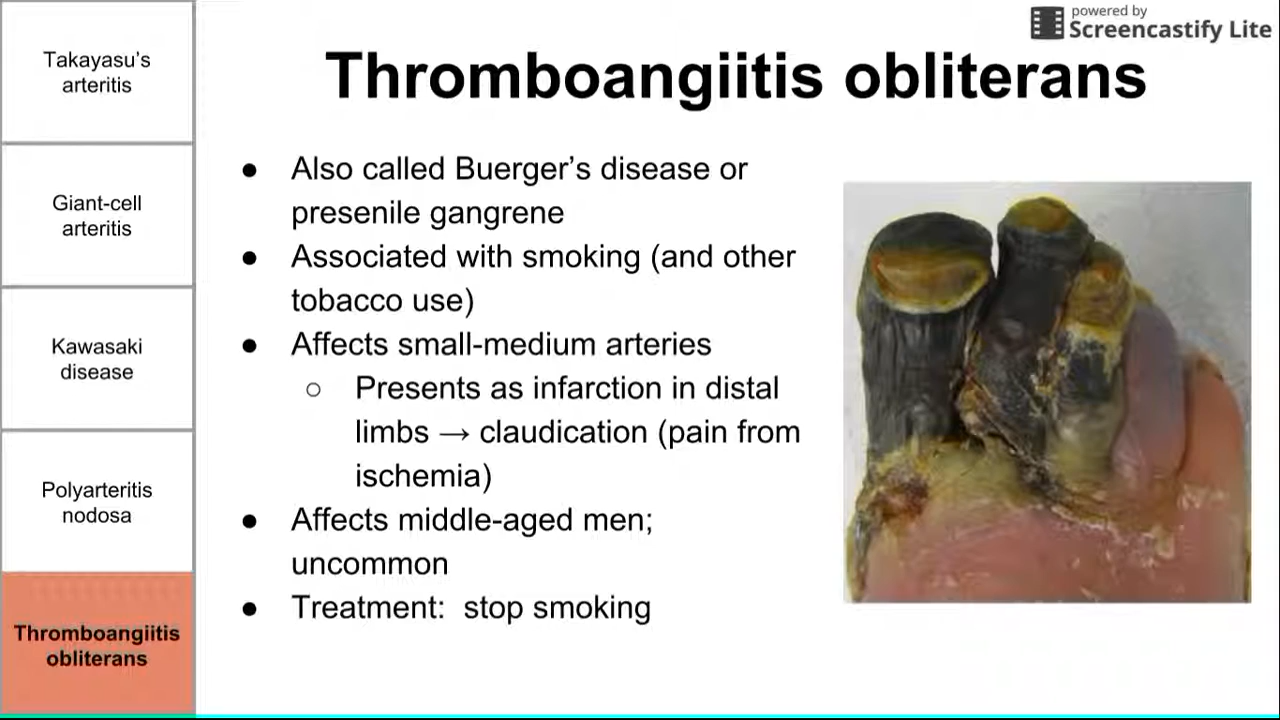 powered by
Screencastify Lite
Takayasu's
arteritis
Giant-cell
arteritis
Kawasaki
disease
Polyarteritis
nodosa
Thromboangiitis
obliterans
Thromboangiitis obliterans
● Also called Buerger's disease or
presenile gangrene
● Associated with smoking (and other
tobacco use)
● Affects small-medium arteries
○ Presents as infarction in distal
limbs → claudication (pain from
ischemia)
● Affects middle-aged men;
uncommon
● Treatment:  stop smoking